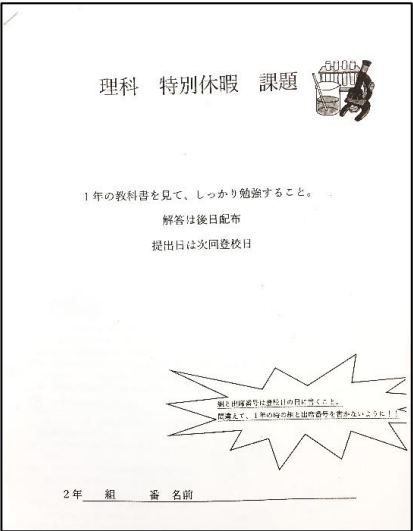 理科　特別休暇　課題
１年の教科書を見て、しっかり勉強すること。
解答は後日配布
提出日は次回登校日
組と出席番号は登校日の日に書くこと。
間違えて、１年の時の組と出席番号を書かないように！！
２年　組　番　名前